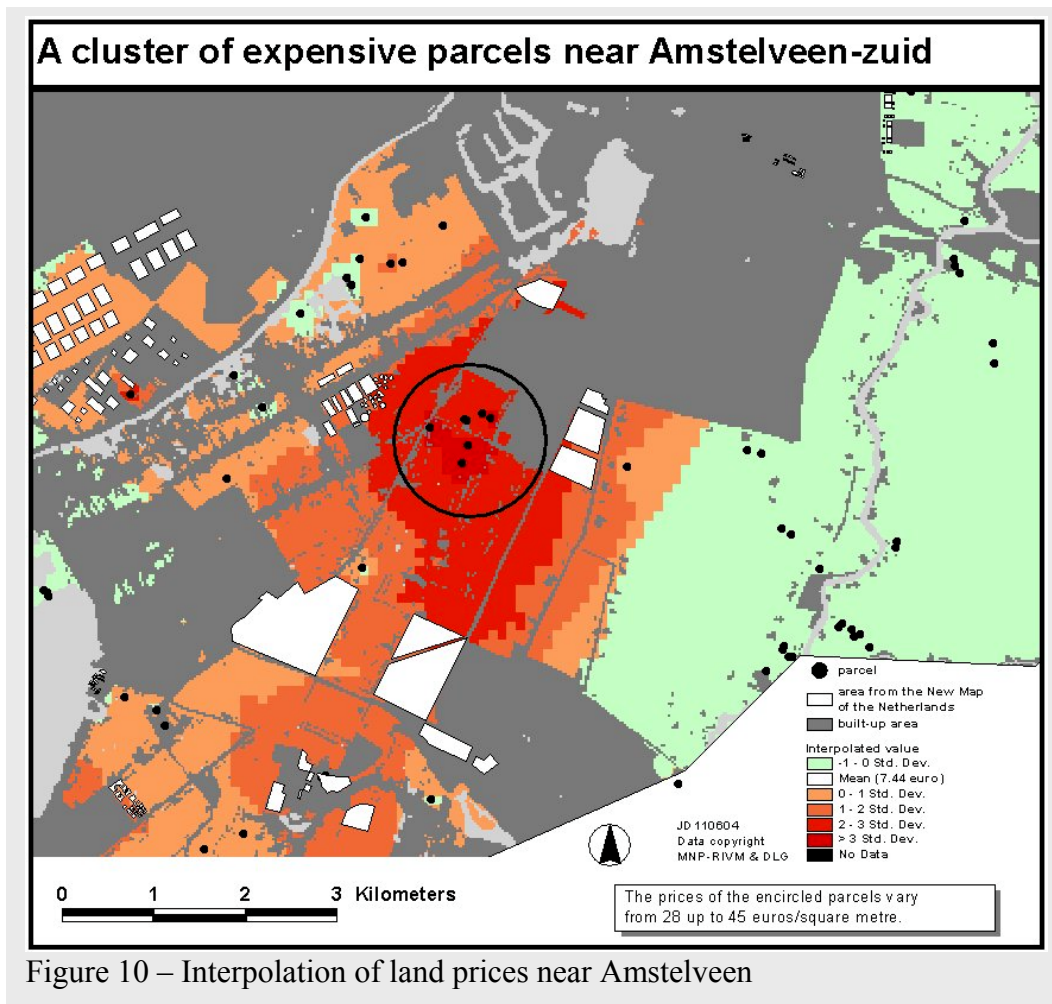 A cluster of expensive parcels near Amstelveen-zuid
parcel
area from the New Map
of the Netherlands
built-up area
Interpolated value
-1 - 0 Std. Dev.
Mean (7.44 euro)
0 - 1 Std. Dev.
1 - 2 Std. Dev.
2 - 3 Std. Dev.
> 3 Std. Dev.
No Data
JD 110604
Data copyright
MNP-RIVM & DLG
0 1 2 3 Kilometers
The prices of the encircled parcels vary
from 28 up to 45 euros/square metre.
Figure 10 – Interpolation of land prices near Amstelveen